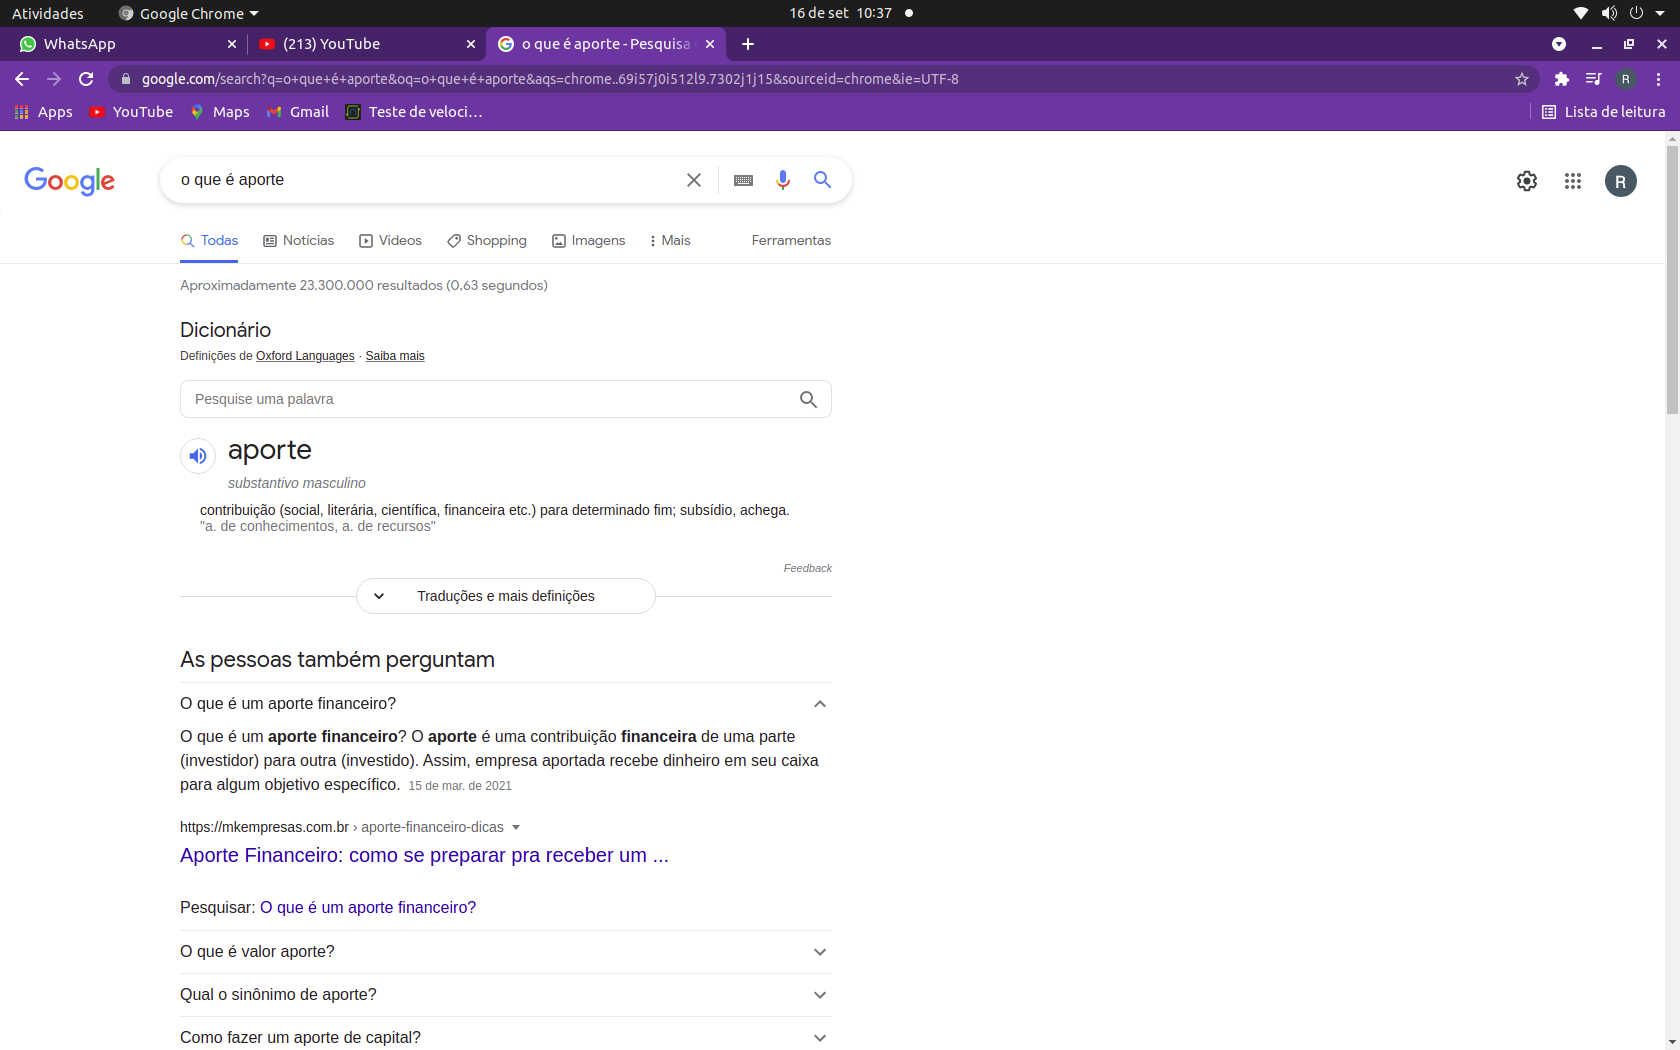 Atividades
Google Chrome
16 de set 10:37
WhatsApp
(213) YouTube
o que é aporte - Pesquisa
google.com/search?q=o+que+é+aporte&oq=o+que+é+aporte&aqs=chrome..69i57j0i512l9.7302j1j15&sourceid=chrome&ie=UTF-8
R
Apps
YouTube
Maps
Gmail
Teste de veloci...
Lista de leitura
Google
o que é aporte
R
Todas
Notícias
Vídeos
Shopping
Imagens
Mais
Ferramentas
Aproximadamente 23.300.000 resultados (0,63 segundos)
Dicionário
Definições de Oxford Languages · Saiba mais
Pesquise uma palavra
aporte
substantivo masculino
contribuição (social, literária, científica, financeira etc.) para determinado fim; subsídio, achega.
"a. de conhecimentos, a. de recursos"
Feedback
Traduções e mais definições
As pessoas também perguntam
O que é um aporte financeiro?
O que é um aporte financeiro? O aporte é uma contribuição financeira de uma parte
(investidor) para outra (investido). Assim, empresa aportada recebe dinheiro em seu caixa
para algum objetivo específico. 15 de mar. de 2021
https://mkempresas.com.br › aporte-financeiro-dicas
Aporte Financeiro: como se preparar pra receber um ...
Pesquisar: O que é um aporte financeiro?
O que é valor aporte?
Qual o sinônimo de aporte?
Como fazer um aporte de capital?